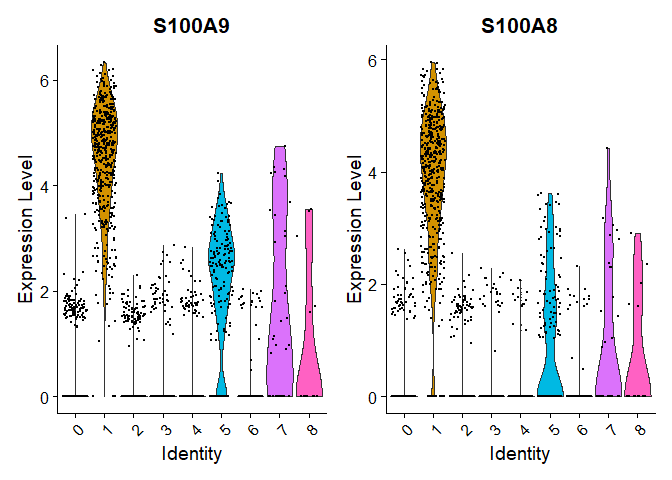 S100A9
S100A8
Expression Level
6
4
2
0
0 1 2 3 4 5 6 7 8
Identity
Expression Level
6
4
2
0
0 1 2 3 4 5 6 7 8
Identity